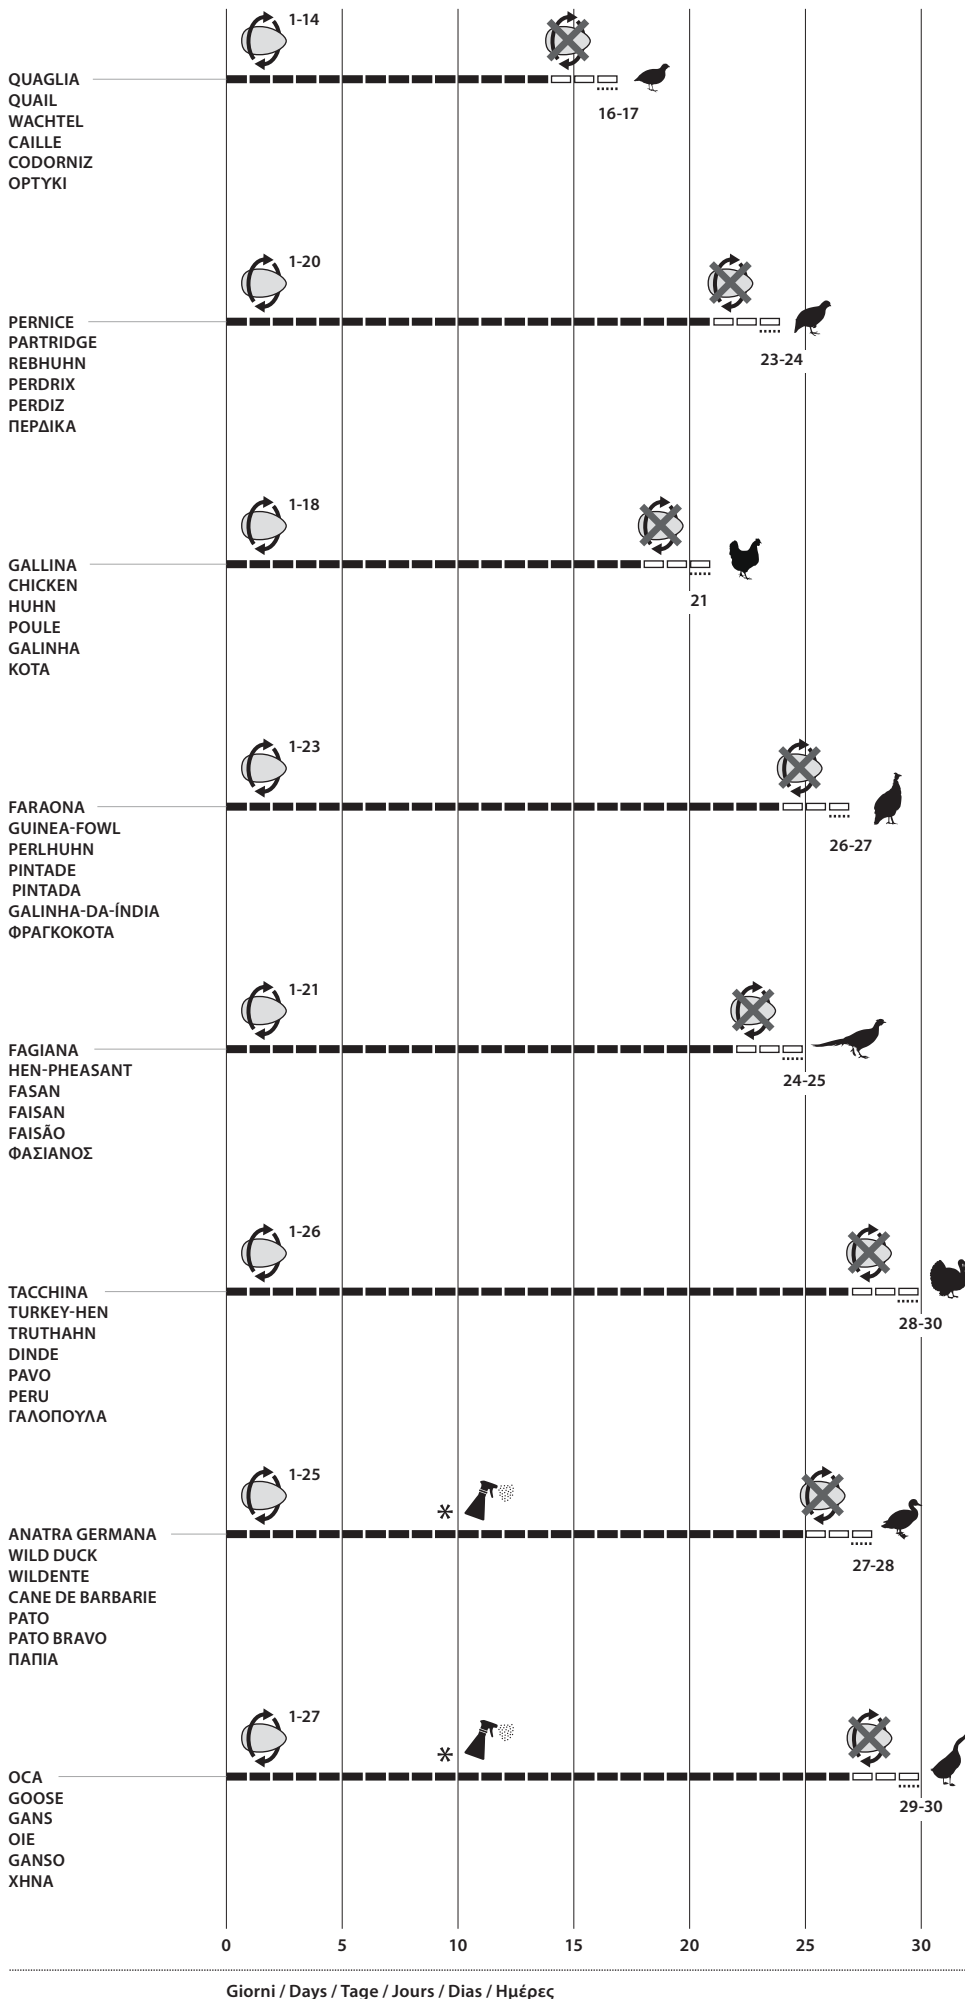 1-14
QUAGLIA
QUAIL
WACHTEL
CAILLE
CODORNIZ
ΟΡΤΥΚΙ
16-17
1-20
PERNICE
PARTRIDGE
REBHUHN
PERDRIX
PERDIZ
ΠΕΡΔΙΚΑ
23-24
1-18
GALLINA
CHICKEN
HUHN
POULE
GALINHA
ΚΟΤΑ
21
1-23
FARAONA
GUINEA-FOWL
PERLHUHN
PINTADE
PINTADA
GALINHA-DA-ÍNDIA
ΦΡΑΓΚΟΚΟΤΑ
26-27
1-21
FAGIANA
HEN-PHEASANT
FASAN
FAISAN
FAISÃO
ΦΑΣΙΑΝΟΣ
24-25
1-26
TACCHINA
TURKEY-HEN
TRUTHAHN
DINDE
PAVO
PERU
ΓΑΛΟΠΟΥΛΑ
28-30
1-25
*
ANATRA GERMANA
WILD DUCK
WILDENTE
CANE DE BARBARIE
PATO
PATO BRAVO
ΠΑΠΙΑ
27-28
1-27
*
OCA
GOOSE
GANS
OIE
GANSO
ΧΗΝΑ
29-30
0 5 10 15 20 25 30
Giorni / Days / Tage / Jours / Dias / Ημέρες